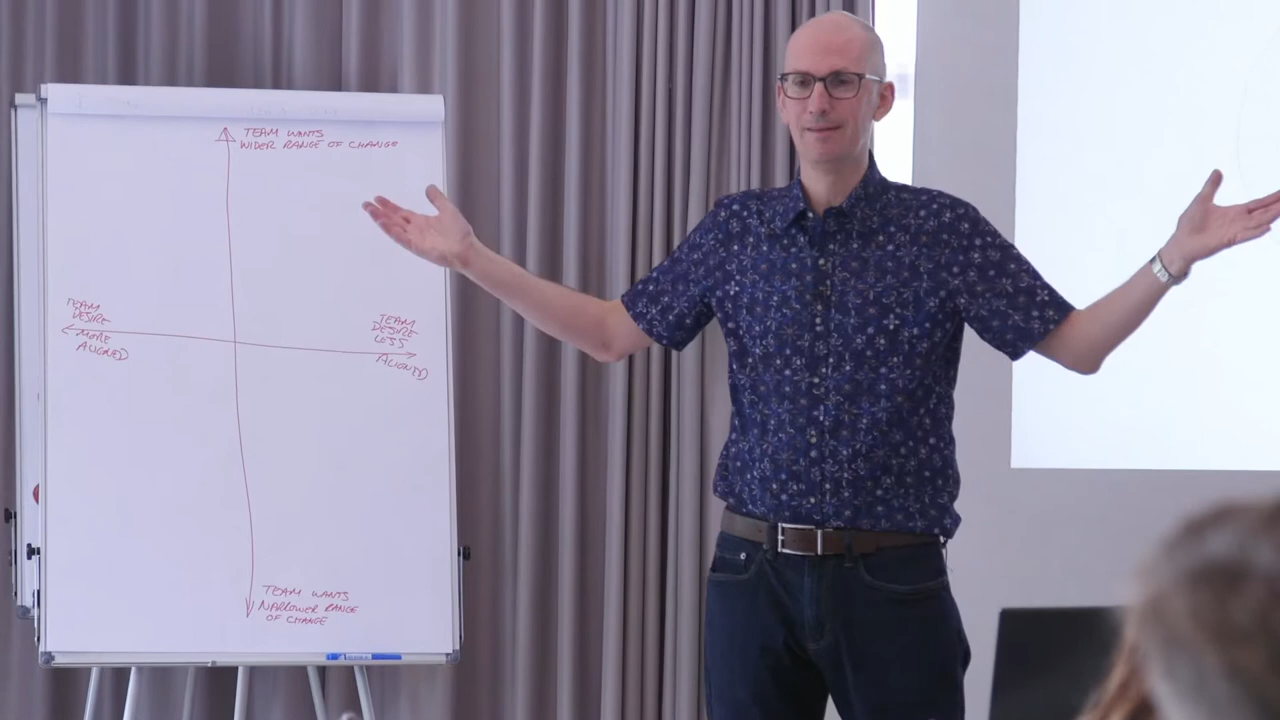 TEAM WANTS
WIDER RANGE OF CHANGE
TEAM
DESIRE
MORE
ALIGNED
TEAM
DESIRE
LESS
ALIGNED
TEAM WANTS
NARROWER RANGE
OF CHANGE